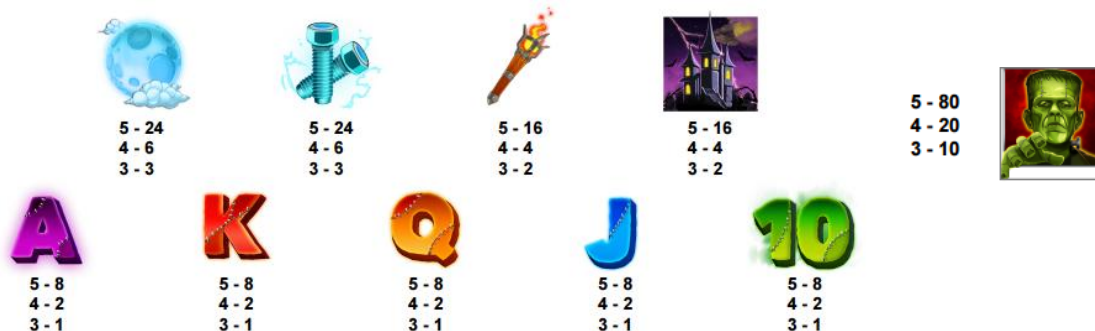 5 - 24
4 - 6
3 - 3
5 - 24
4 - 6
3 - 3
5 - 16
4 - 4
3 - 2
5 - 16
4 - 4
3 - 2
5 - 80
4 - 20
3 - 10
A
5 - 8
4 - 2
3 - 1
K
5 - 8
4 - 2
3 - 1
Q
5 - 8
4 - 2
3 - 1
J
5 - 8
4 - 2
3 - 1
10
5 - 8
4 - 2
3 - 1